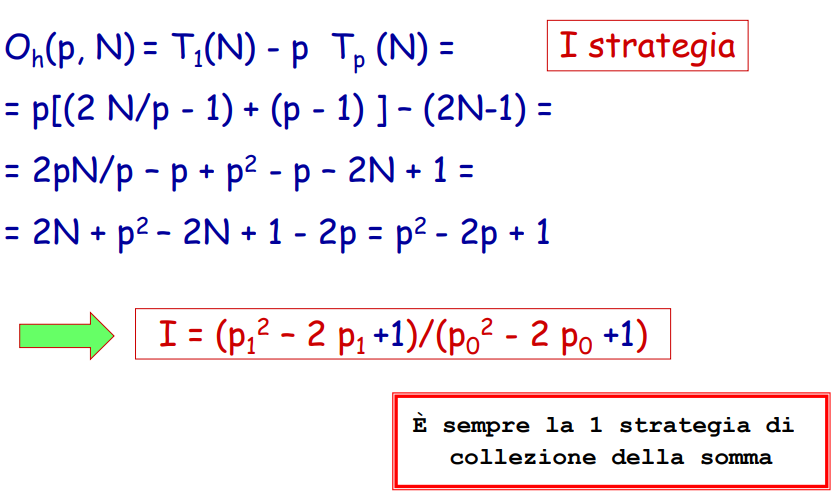 Oₕ(p, N) = T₁(N) - p Tₚ (N) =
I strategia
= p[(2 N/p - 1) + (p - 1) ] – (2N-1) =
= 2pN/p – p + p² - p – 2N + 1 =
= 2N + p² – 2N + 1 - 2p = p² - 2p + 1
I = (p₁² – 2 p₁ +1)/(p₀² - 2 p₀ +1)
È sempre la 1 strategia di
collezione della somma